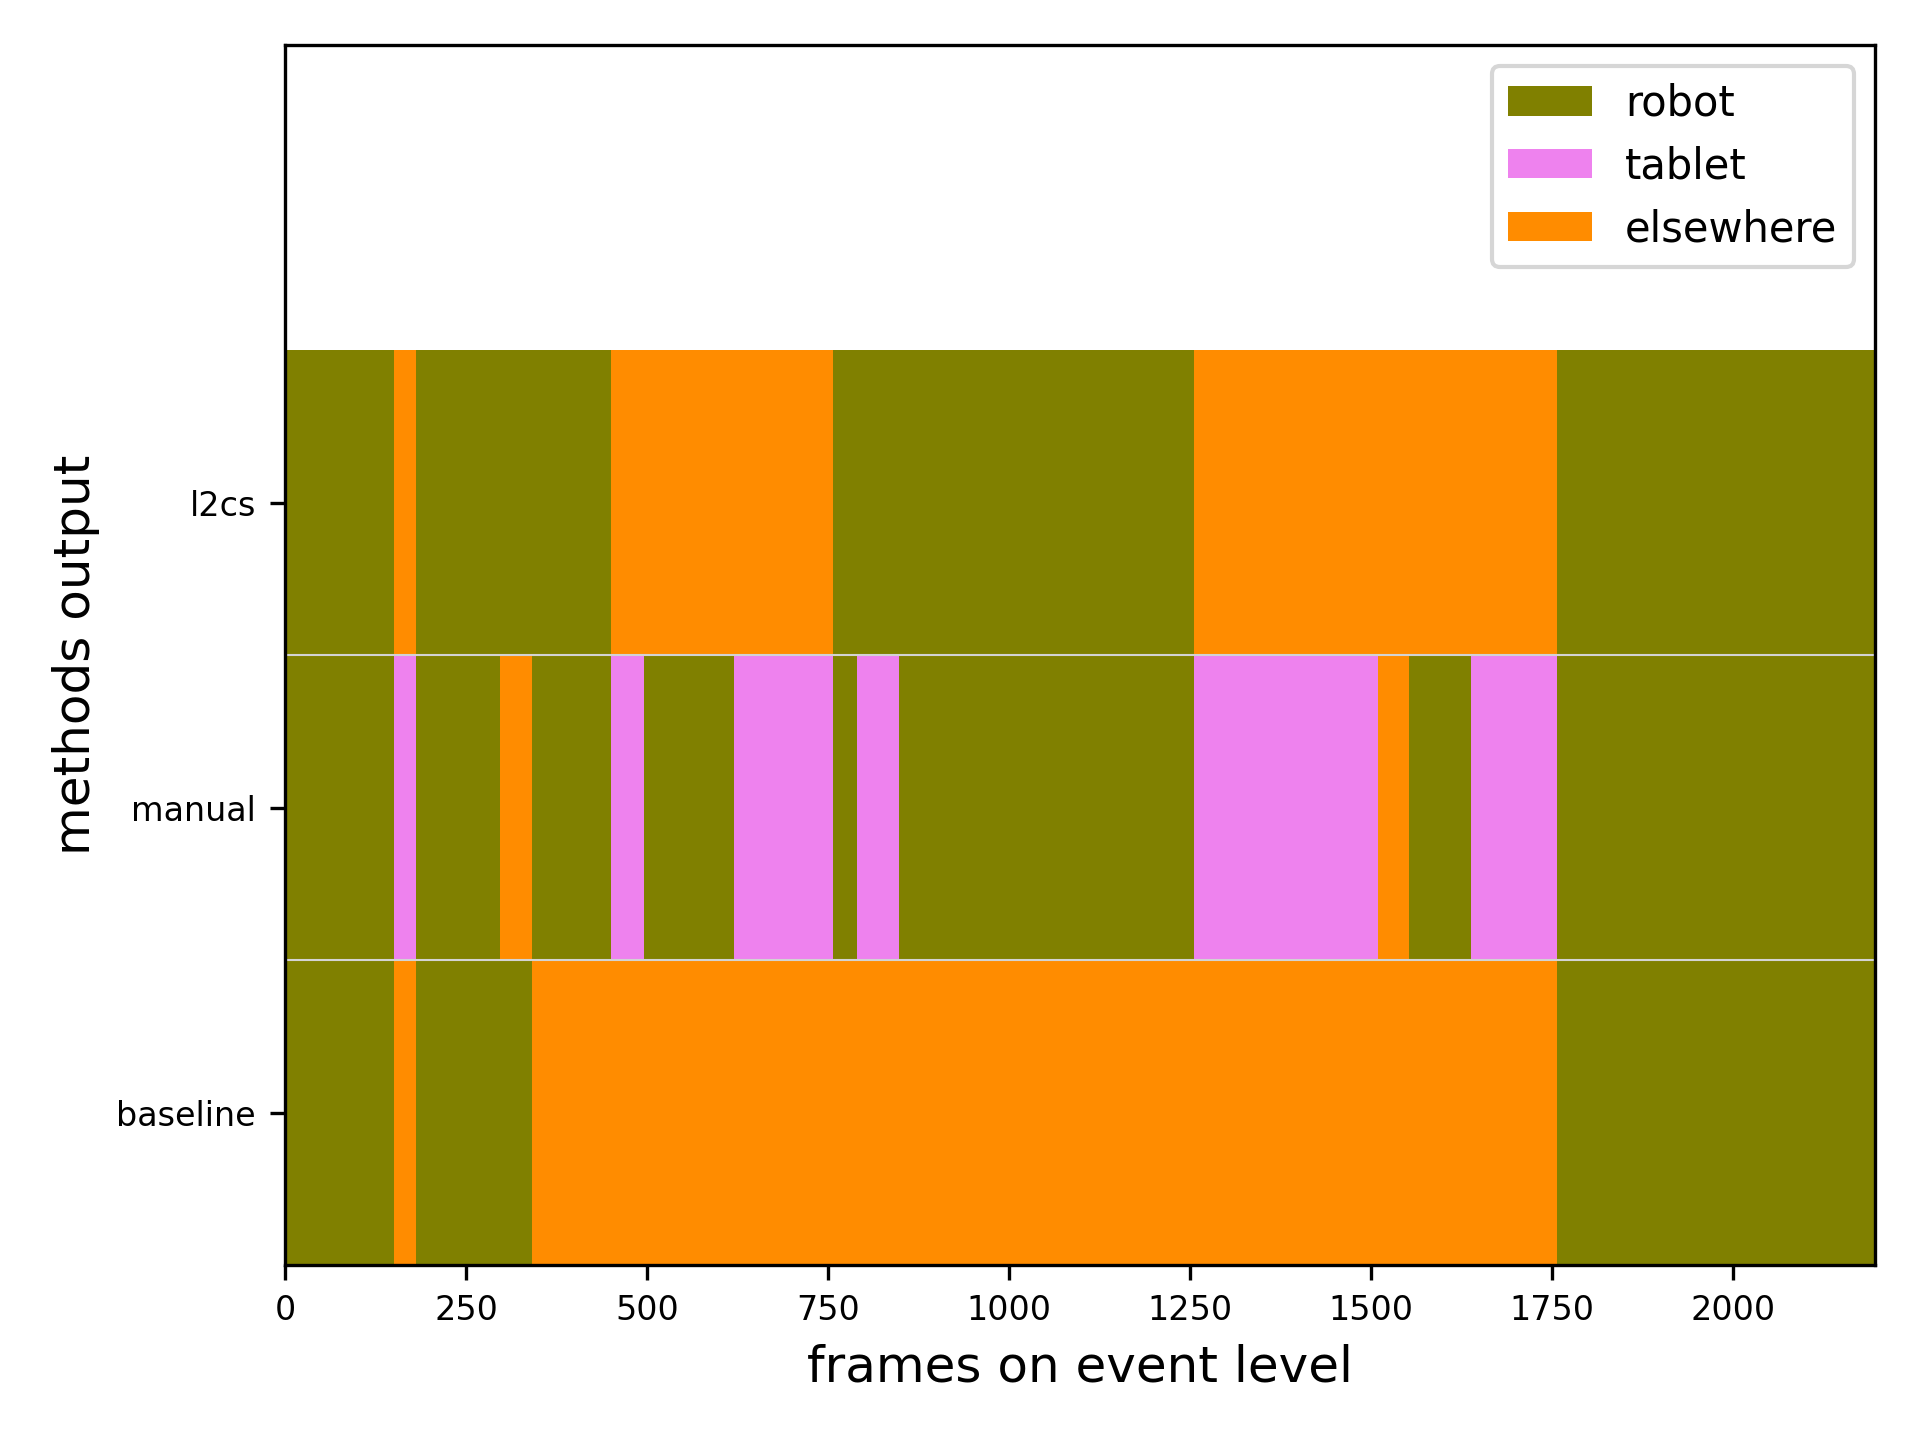 robot
tablet
elsewhere
methods output
l2cs
manual
baseline
0 250 500 750 1000 1250 1500 1750 2000
frames on event level